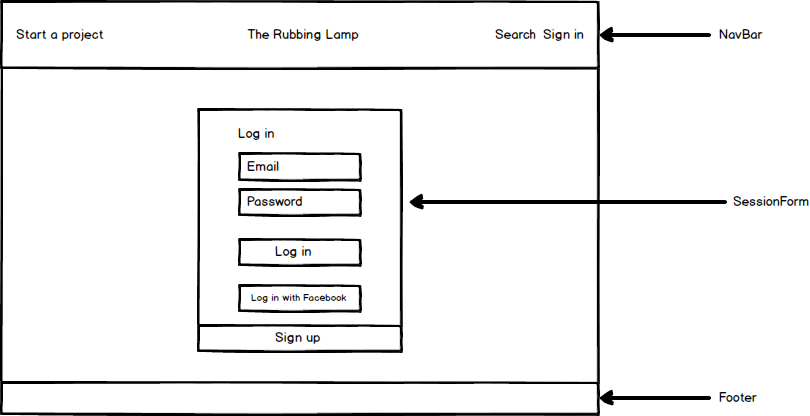 Start a project
The Rubbing Lamp
Search Sign in
NavBar
Log in
Email
Password
SessionForm
Log in
Log in with Facebook
Sign up
Footer